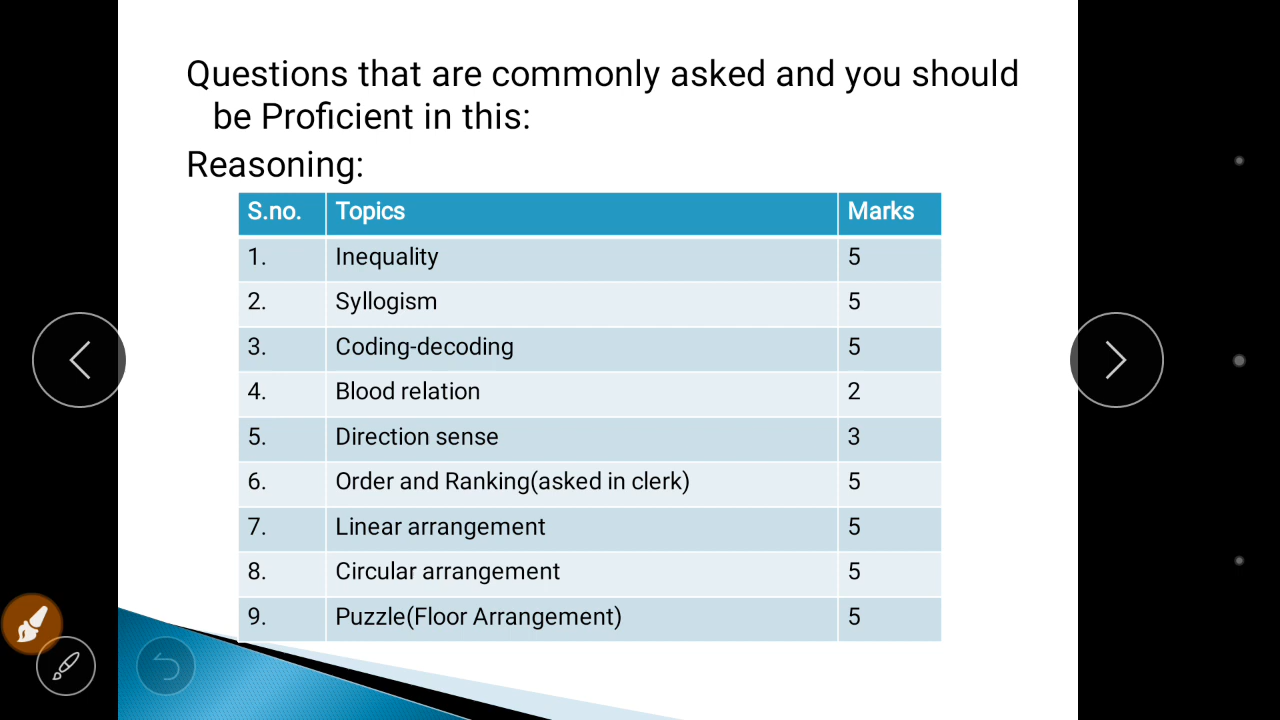 Questions that are commonly asked and you should
be Proficient in this:
Reasoning:
S.no. Topics Marks
1. Inequality 5
2. Syllogism 5
3. Coding-decoding 5
4. Blood relation 2
5. Direction sense 3
6. Order and Ranking(asked in clerk) 5
7. Linear arrangement 5
8. Circular arrangement 5
9. Puzzle(Floor Arrangement) 5